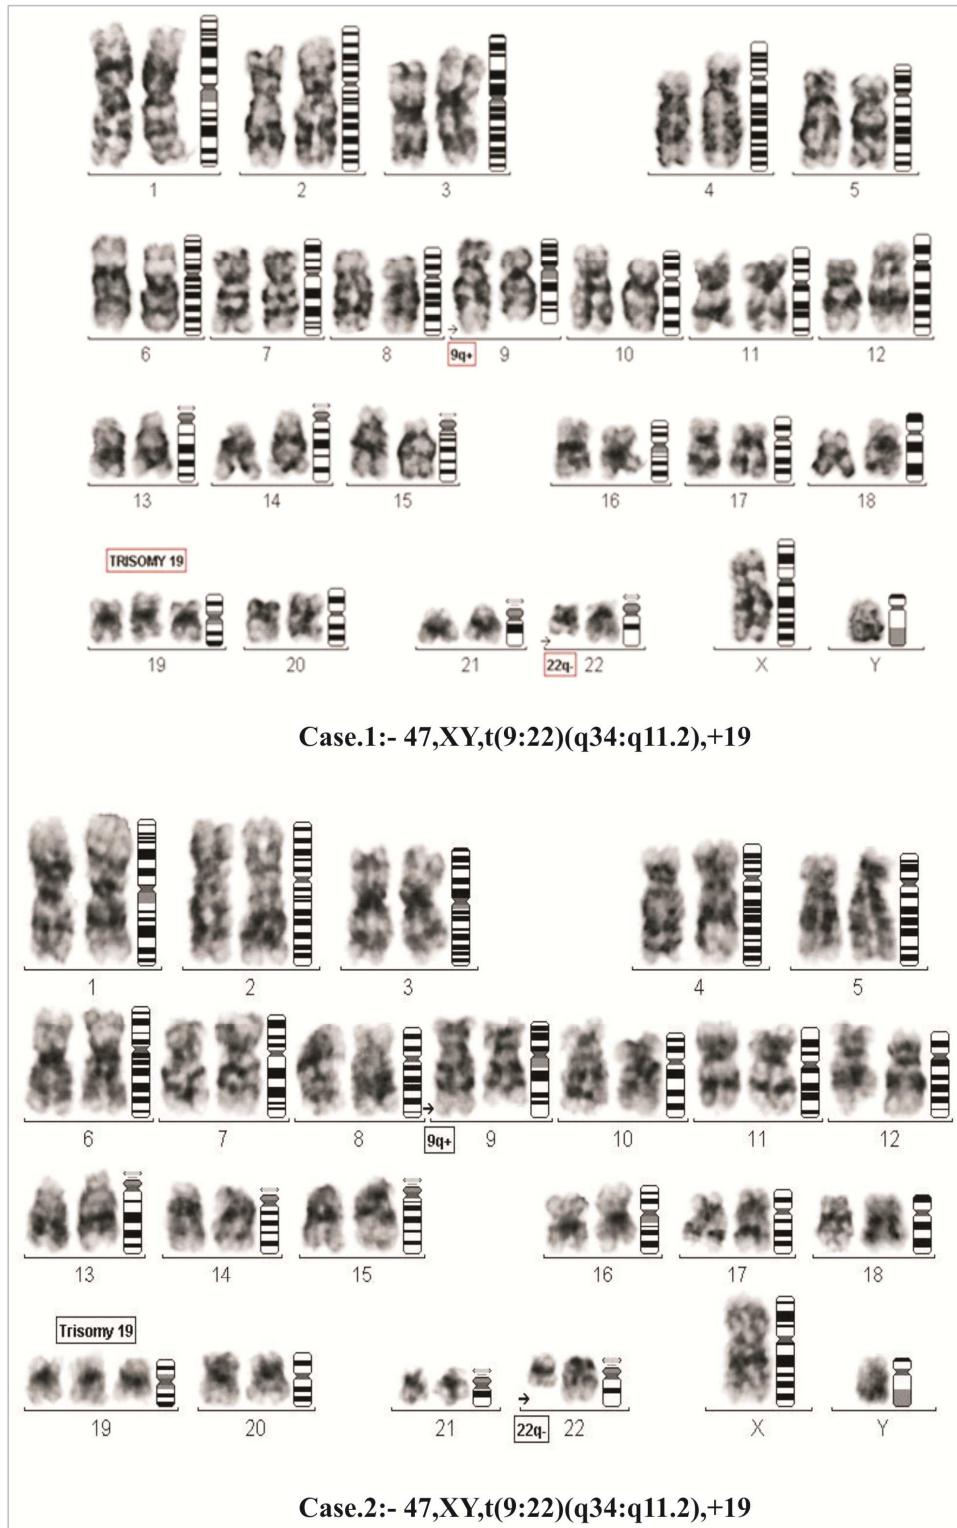 1 2 3 4 5
6 7 8 9q+ 9 10 11 12
13 14 15 16 17 18
TRISOMY 19
19 20 21 22q- 22 X Y
Case.1:- 47,XY,t(9:22)(q34:q11.2),+19
1 2 3 4 5
6 7 8 9q+ 9 10 11 12
13 14 15 16 17 18
Trisomy 19
19 20 21 22q- 22 X Y
Case.2:- 47,XY,t(9:22)(q34:q11.2),+19